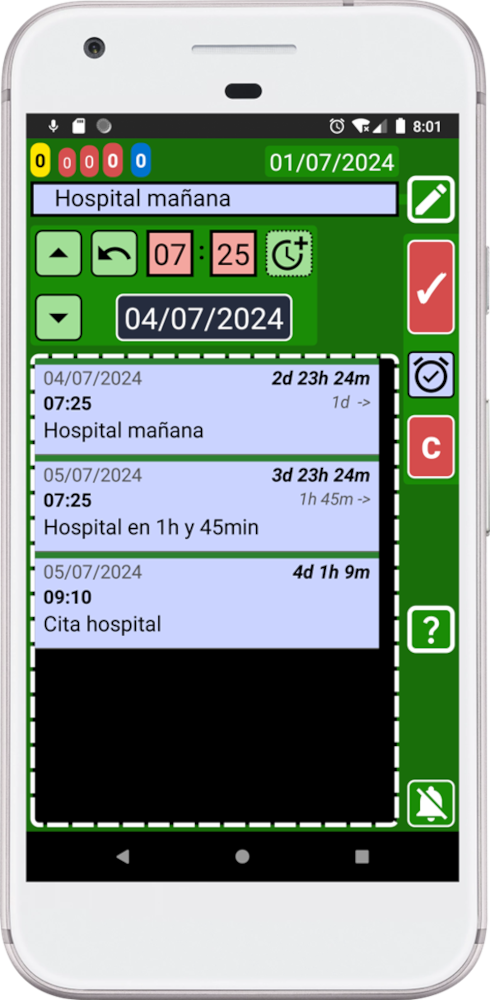 8:01
0 0 0 0 0 01/07/2024
Hospital mañana
07 : 25
04/07/2024
04/07/2024 2d 23h 24m
07:25 1d ->
Hospital mañana
C
05/07/2024 3d 23h 24m
07:25 1h 45m ->
Hospital en 1h y 45min
05/07/2024 4d 1h 9m
09:10
Cita hospital
?